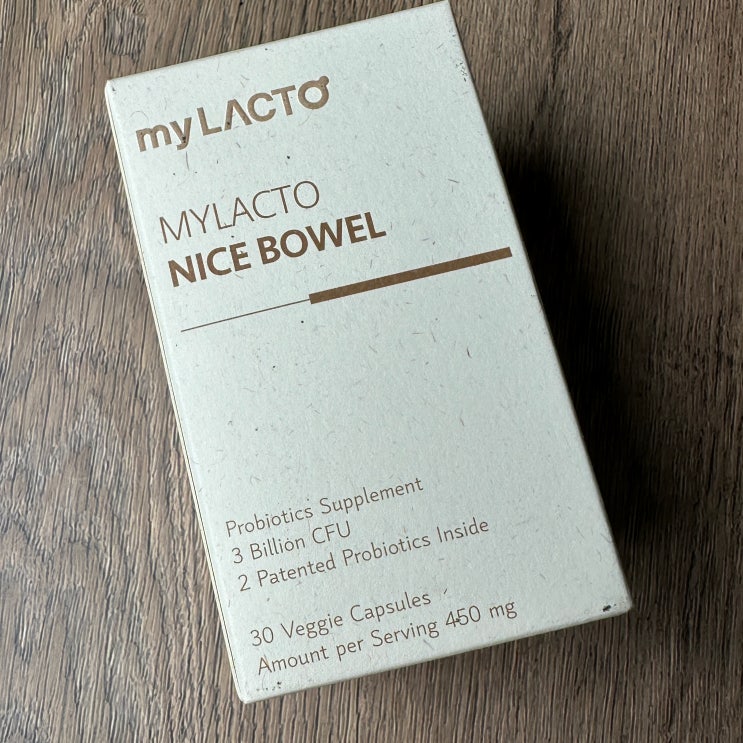 myLACTO
MYLACTO
NICE BOWEL
Probiotics Supplement
3 Billion CFU
2 Patented Probiotics Inside
30 Veggie Capsules
Amount per Serving 450 mg